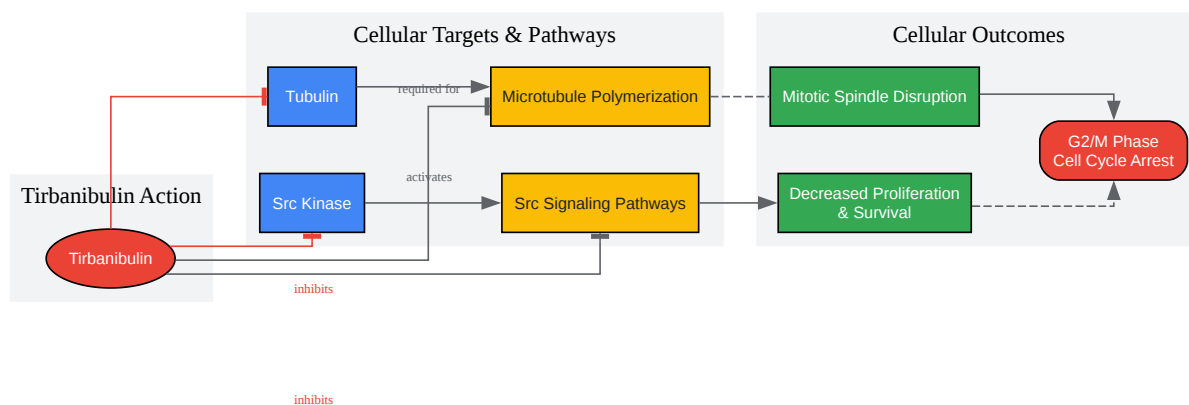 Cellular Targets & Pathways
Cellular Outcomes
Tubulin
required for
Microtubule Polymerization
Mitotic Spindle Disruption
G2/M Phase
Cell Cycle Arrest
Tirbanibulin Action
Src Kinase
activates
Src Signaling Pathways
Decreased Proliferation
& Survival
Tirbanibulin
inhibits
inhibits